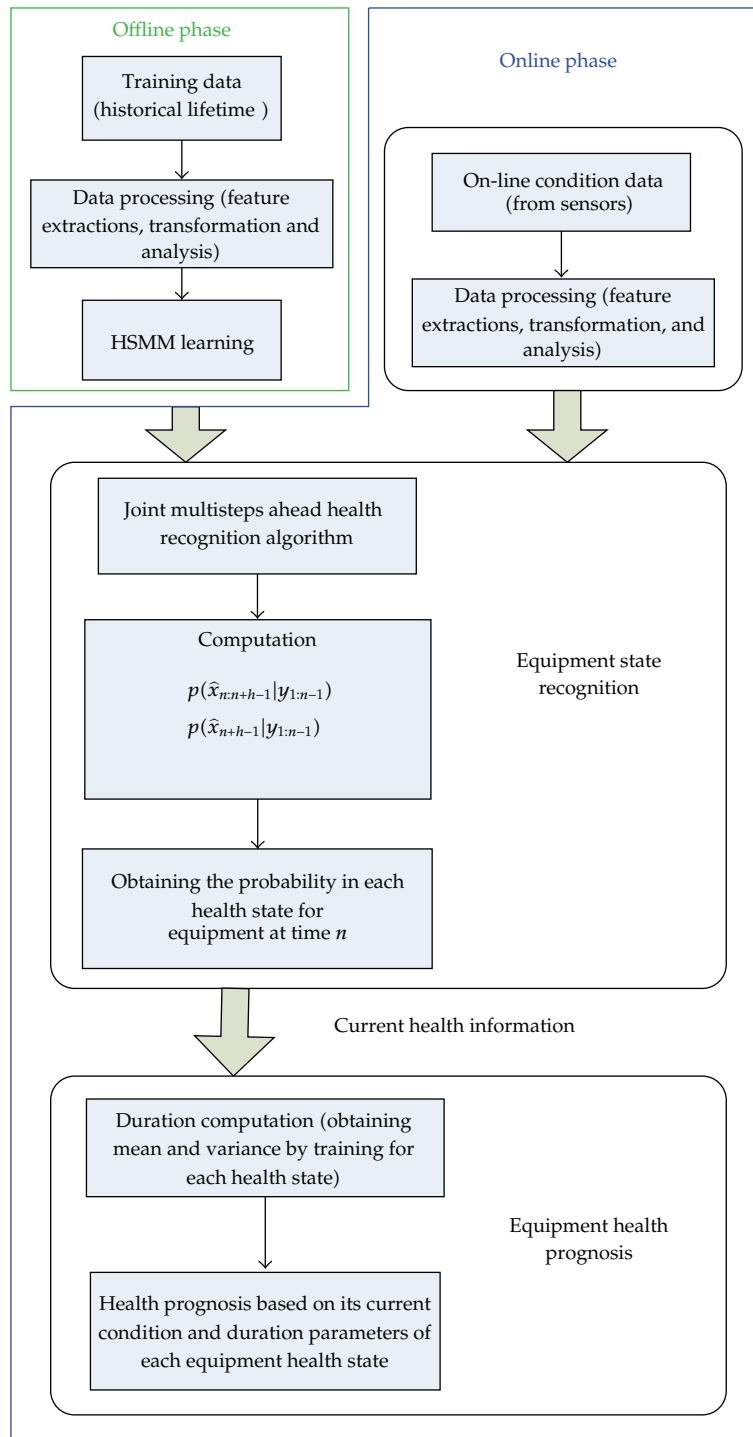 Offline phase
Training data
(historical lifetime )
Data processing (feature
extractions, transformation and
analysis)
HSMM learning
Online phase
On-line condition data
(from sensors)
Data processing (feature
extractions, transformation, and
analysis)
Joint multisteps ahead health
recognition algorithm
Computation
p(x̂_{n:n+h−1}|y_{1:n−1})
p(x̂_{n+h−1}|y_{1:n−1})
Obtaining the probability in each
health state for
equipment at time n
Equipment state
recognition
Current health information
Duration computation (obtaining
mean and variance by training for
each health state)
Health prognosis based on its current
condition and duration parameters of
each equipment health state
Equipment health
prognosis